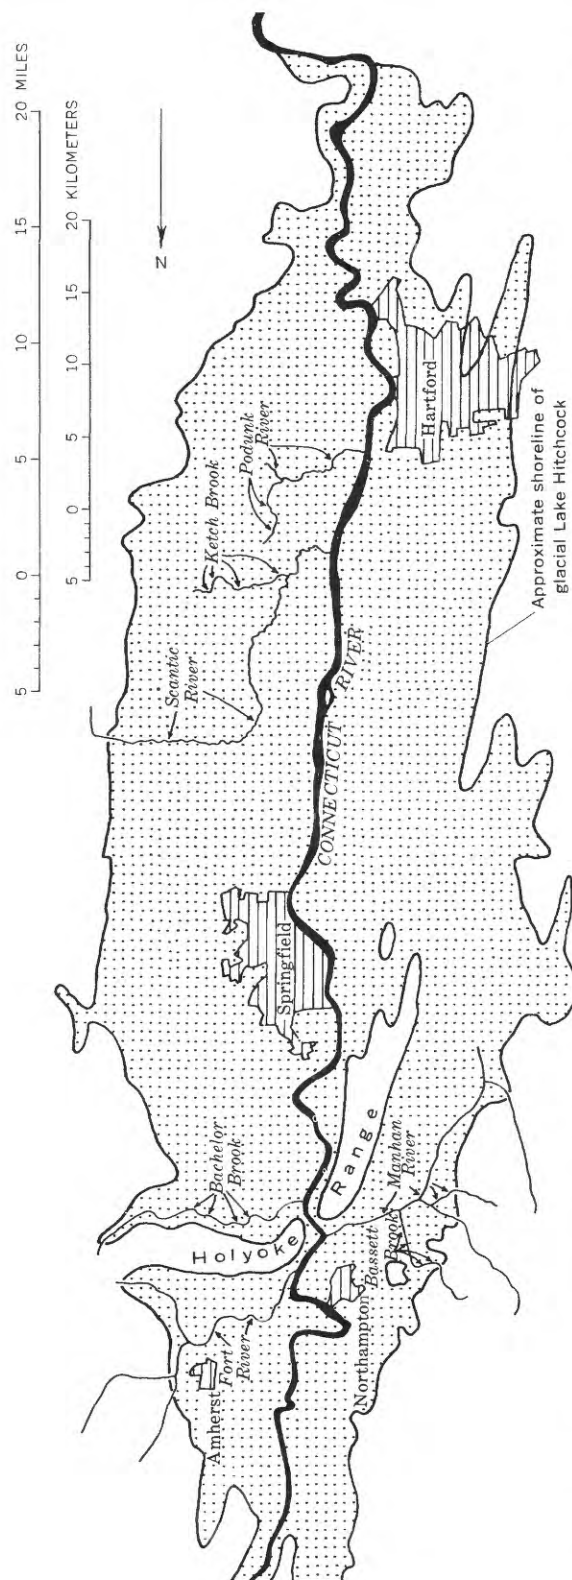 20 MILES
15
10
5
0
5
20 KILOMETERS
15
10
5
0
5
N
Podunk
River
Ketch Brook
Scantic
River
Hartford
Approximate shoreline of
glacial Lake Hitchcock
CONNECTICUT RIVER
Springfield
Bachelor
Brook
Holyoke
Range
Manhan
River
Bassett
Brook
Northampton
Fort
River
Amherst